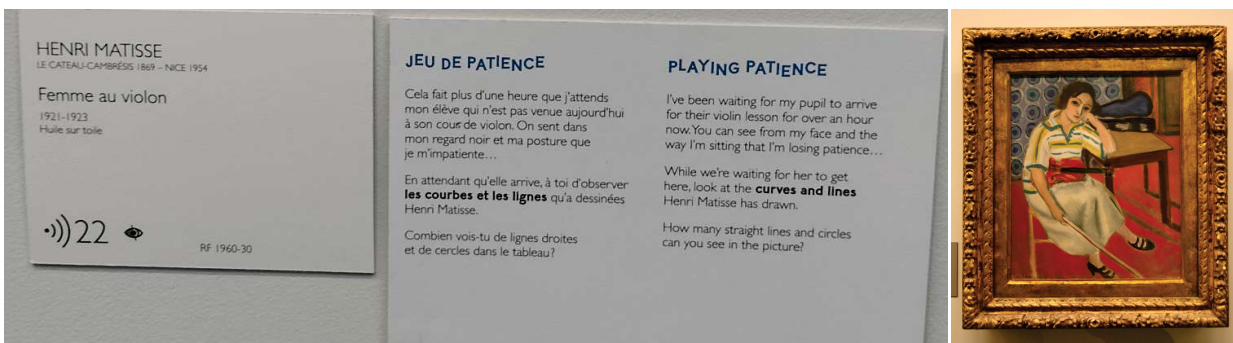 HENRI MATISSE
LE CATEAU-CAMBRÉSIS 1869 – NICE 1954
Femme au violon
1921-1923
Huile sur toile
22
RF 1960-30
JEU DE PATIENCE
Cela fait plus d'une heure que j'attends
mon élève qui n'est pas venue aujourd'hui
à son cours de violon. On sent dans
mon regard noir et ma posture que
je m'impatiente…
En attendant qu'elle arrive, à toi d'observer
les courbes et les lignes qu'a dessinées
Henri Matisse.
Combien vois-tu de lignes droites
et de cercles dans le tableau?
PLAYING PATIENCE
I've been waiting for my pupil to arrive
for their violin lesson for over an hour
now. You can see from my face and the
way I'm sitting that I'm losing patience…
While we're waiting for her to get
here, look at the curves and lines
Henri Matisse has drawn.
How many straight lines and circles
can you see in the picture?